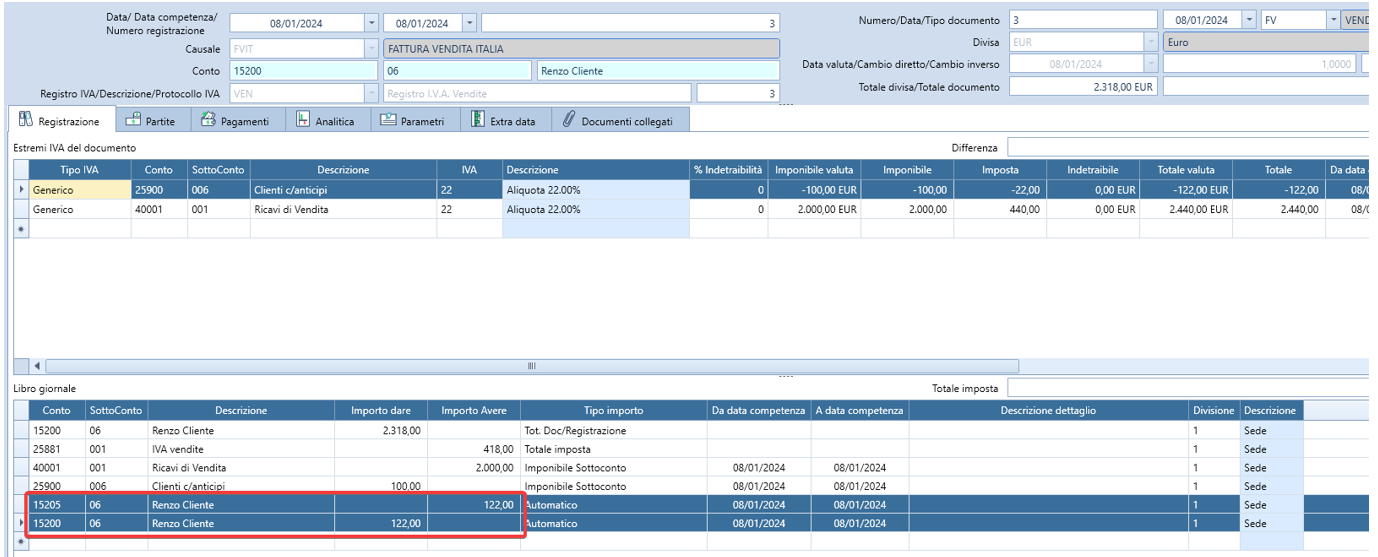 Data/ Data competenza/ Numero registrazione 08/01/2024 08/01/2024 3 Numero/Data/Tipo documento 3 08/01/2024 FV VEND
Causale FVIT FATTURA VENDITA ITALIA Divisa EUR Euro
Conto 15200 06 Renzo Cliente Data valuta/Cambio diretto/Cambio inverso 08/01/2024 1,0000
Registro IVA/Descrizione/Protocollo IVA VEN Registro I.V.A. Vendite 3 Totale divisa/Totale documento 2.318,00 EUR
Registrazione Partite Pagamenti Analitica Parametri Extra data Documenti collegati
Estremi IVA del documento Differenza
Tipo IVA Conto SottoConto Descrizione IVA Descrizione % Indetraibilità Imponibile valuta Imponibile Imposta Indetraibile Totale valuta Totale Da data
Generico 25900 006 Clienti c/anticipi 22 Aliquota 22.00% 0 -100,00 EUR -100,00 -22,00 0,00 EUR -122,00 EUR -122,00 08/0
Generico 40001 001 Ricavi di Vendita 22 Aliquota 22.00% 0 2.000,00 EUR 2.000,00 440,00 0,00 EUR 2.440,00 EUR 2.440,00 08/0
Libro giornale Totale imposta
Conto SottoConto Descrizione Importo dare Importo Avere Tipo importo Da data competenza A data competenza Descrizione dettaglio Divisione Descrizione
15200 06 Renzo Cliente 2.318,00 Tot. Doc/Registrazione 1 Sede
25881 001 IVA vendite 418,00 Totale imposta 1 Sede
40001 001 Ricavi di Vendita 2.000,00 Imponibile Sottoconto 08/01/2024 08/01/2024 1 Sede
25900 006 Clienti c/anticipi 100,00 Imponibile Sottoconto 08/01/2024 08/01/2024 1 Sede
15205 06 Renzo Cliente 122,00 Automatico 08/01/2024 08/01/2024 1 Sede
15200 06 Renzo Cliente 122,00 Automatico 08/01/2024 08/01/2024 1 Sede